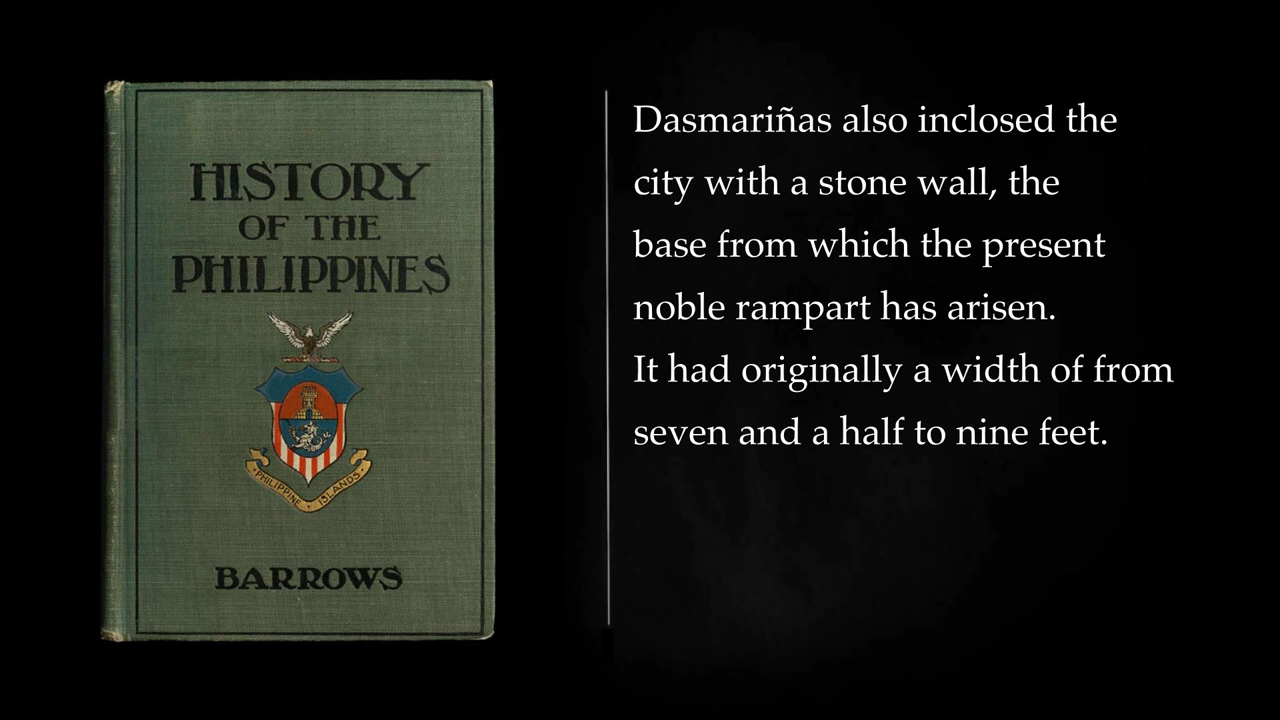 HISTORY
OF THE
PHILIPPINES
PHILIPPINE ISLANDS
BARROWS
Dasmariñas also inclosed the
city with a stone wall, the
base from which the present
noble rampart has arisen.
It had originally a width of from
seven and a half to nine feet.